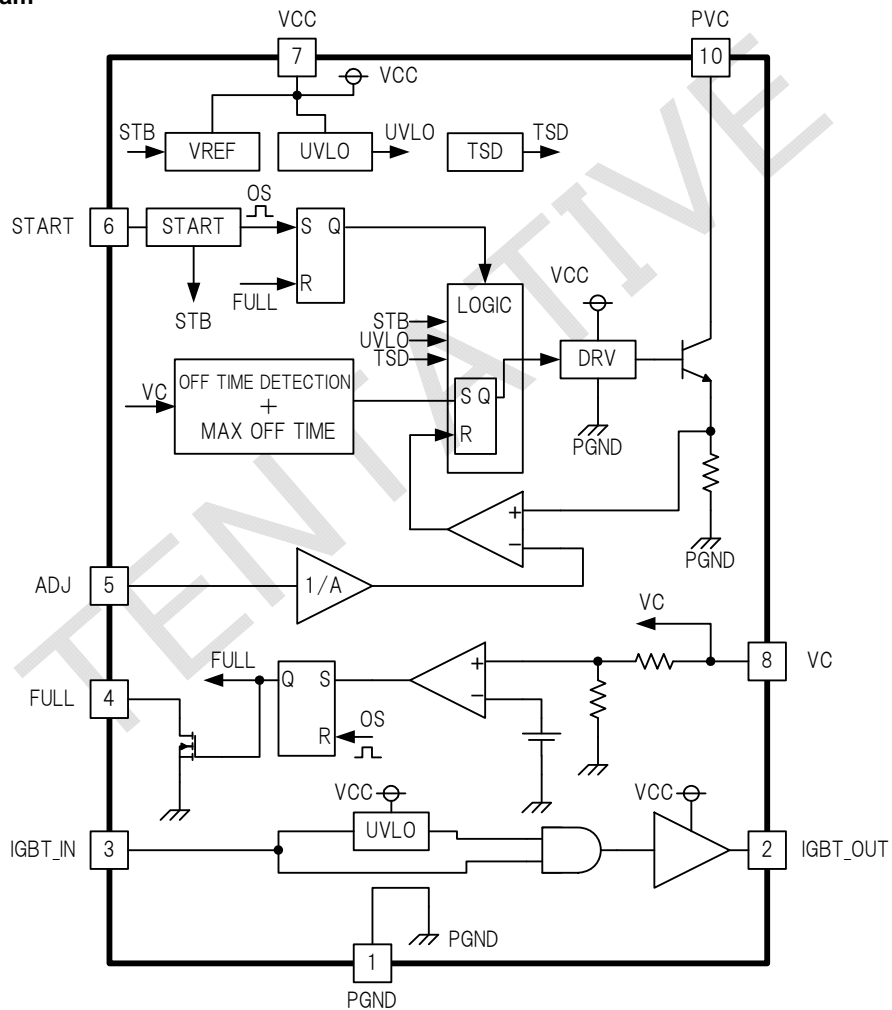 VCC
PVC
7
10
VCC
STB
VREF
UVLO
UVLO
TSD
TSD
START
6
START
OS
S Q
R
FULL
STB
LOGIC
STB
UVLO
TSD
VCC
DRV
PGND
VC
OFF TIME DETECTION
+
MAX OFF TIME
S Q
R
+
−
PGND
ADJ
5
1/A
VC
8
VC
FULL
4
FULL
Q S
R
OS
+
−
VCC
UVLO
VCC
IGBT_IN
3
2
IGBT_OUT
PGND
1
PGND
TENTATIVE